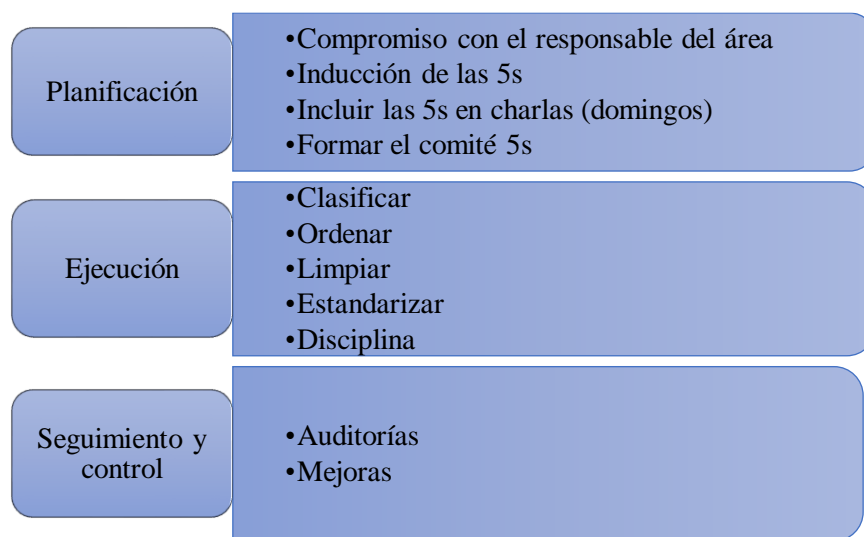 Planificación
•Compromiso con el responsable del área
•Inducción de las 5s
•Incluir las 5s en charlas (domingos)
•Formar el comité 5s
Ejecución
•Clasificar
•Ordenar
•Limpiar
•Estandarizar
•Disciplina
Seguimiento y
control
•Auditorías
•Mejoras